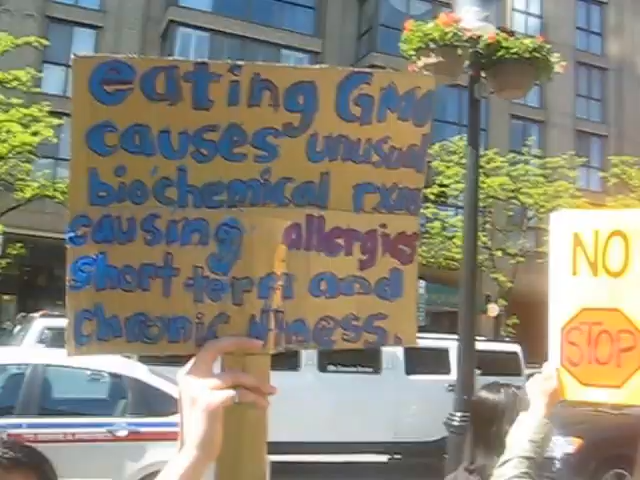 eating GMO
causes unusual
biochemical rxns
causing allergies
short term and
chronic illness.
NO
STOP